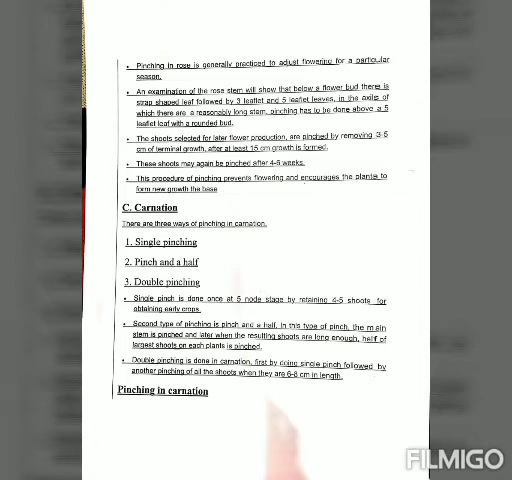 • Pinching in rose is generally practiced to adjust flowering for a particular
season.
• An examination of the rose stem will show that below a flower bud there is
strap shaped leaf followed by 3 leaflet and 5 leaflet leaves, in the axils of
which there are a reasonably long stem, pinching has to be done above a 5
leaflet leaf with a rounded bud.
• The shoots selected for later flower production, are pinched by removing 3-5
cm of terminal growth, after at least 15 cm growth is formed.
• These shoots may again be pinched after 4-6 weeks.
• This procedure of pinching prevents flowering and encourages the plants to
form new growth the base
C. Carnation
There are three ways of pinching in carnation.
1. Single pinching
2. Pinch and a half
3. Double pinching
• Single pinch is done once at 5 node stage by retaining 4-5 shoots for
obtaining early crops.
• Second type of pinching is pinch and a half. In this type of pinch, the main
stem is pinched and later when the resulting shoots are long enough, half of
largest shoots on each plants is pinched.
• Double pinching is done in carnation, first by doing single pinch followed by
another pinching of all the shoots when they are 6-8 cm in length.
Pinching in carnation
FILMIGO